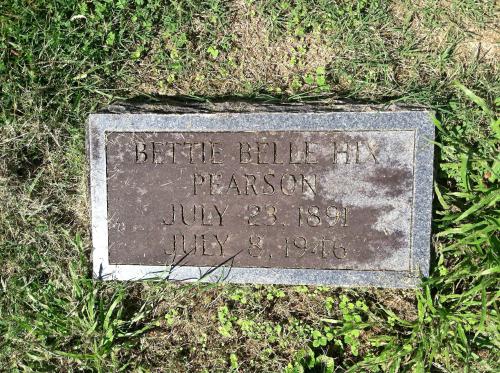 BETTIE BELLE HIX
PEARSON
JULY 23, 1891
JULY 8, 1946